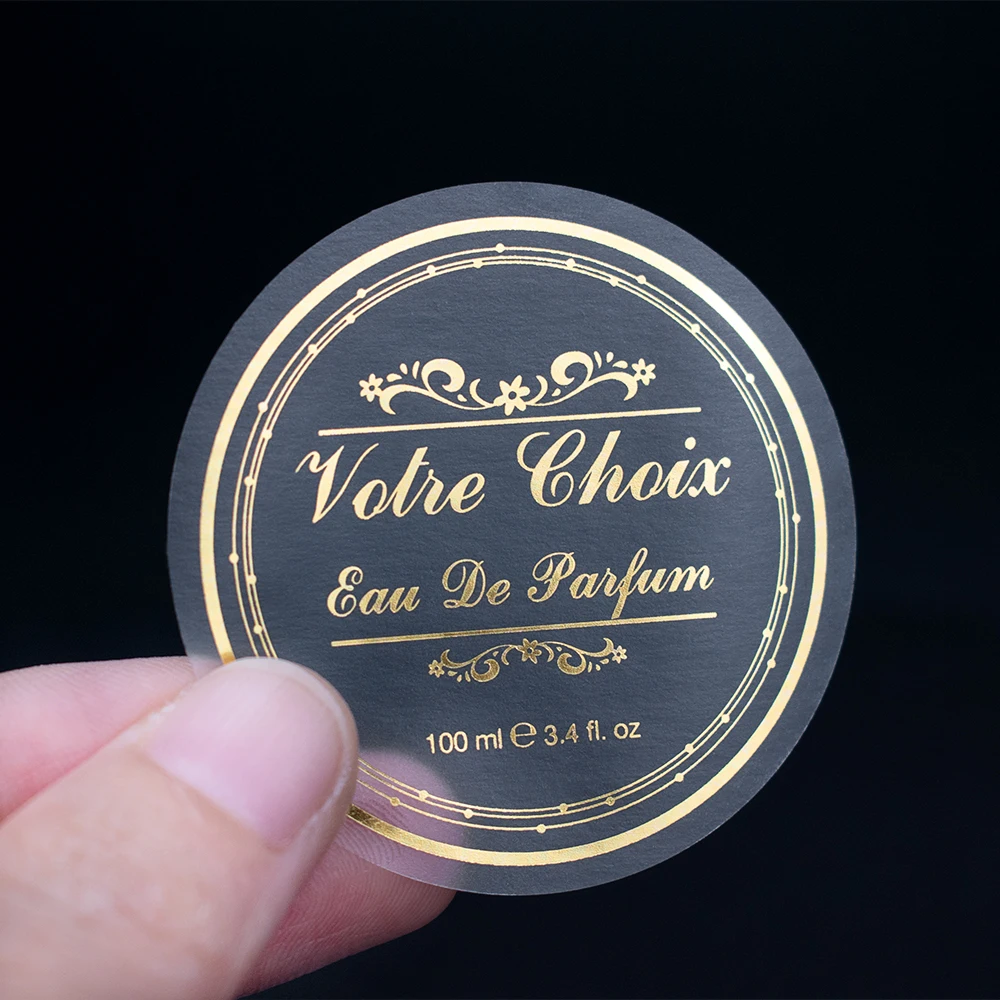 Votre Choix
Eau De Parfum
100 ml ℮ 3.4 fl. oz